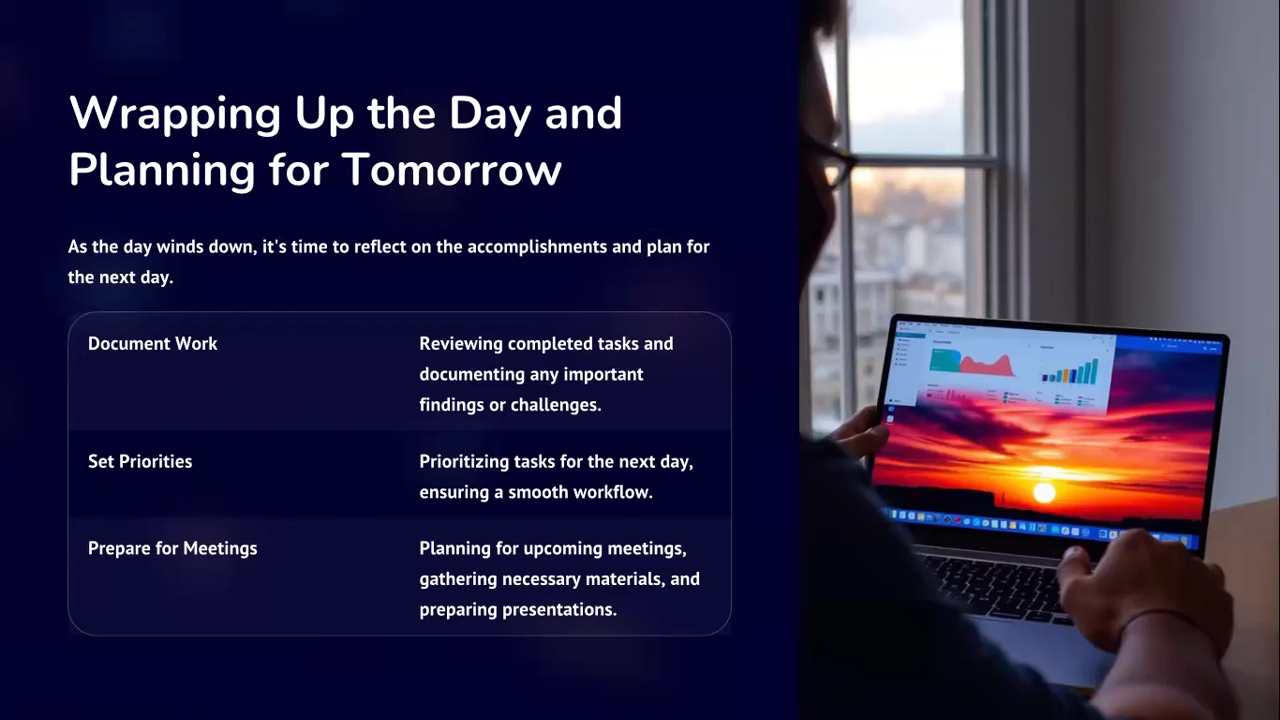 Wrapping Up the Day and
Planning for Tomorrow
As the day winds down, it's time to reflect on the accomplishments and plan for
the next day.
Document Work
Reviewing completed tasks and
documenting any important
findings or challenges.
Set Priorities
Prioritizing tasks for the next day,
ensuring a smooth workflow.
Prepare for Meetings
Planning for upcoming meetings,
gathering necessary materials, and
preparing presentations.